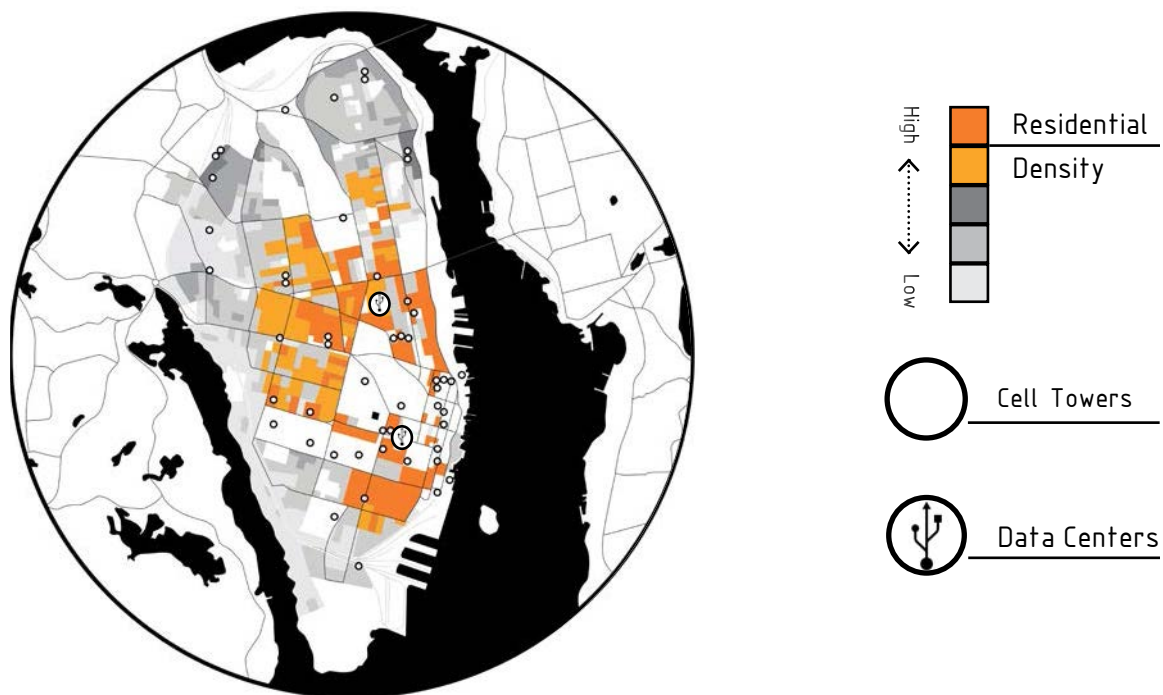 High
Low
Residential
Density
Cell Towers
Data Centers